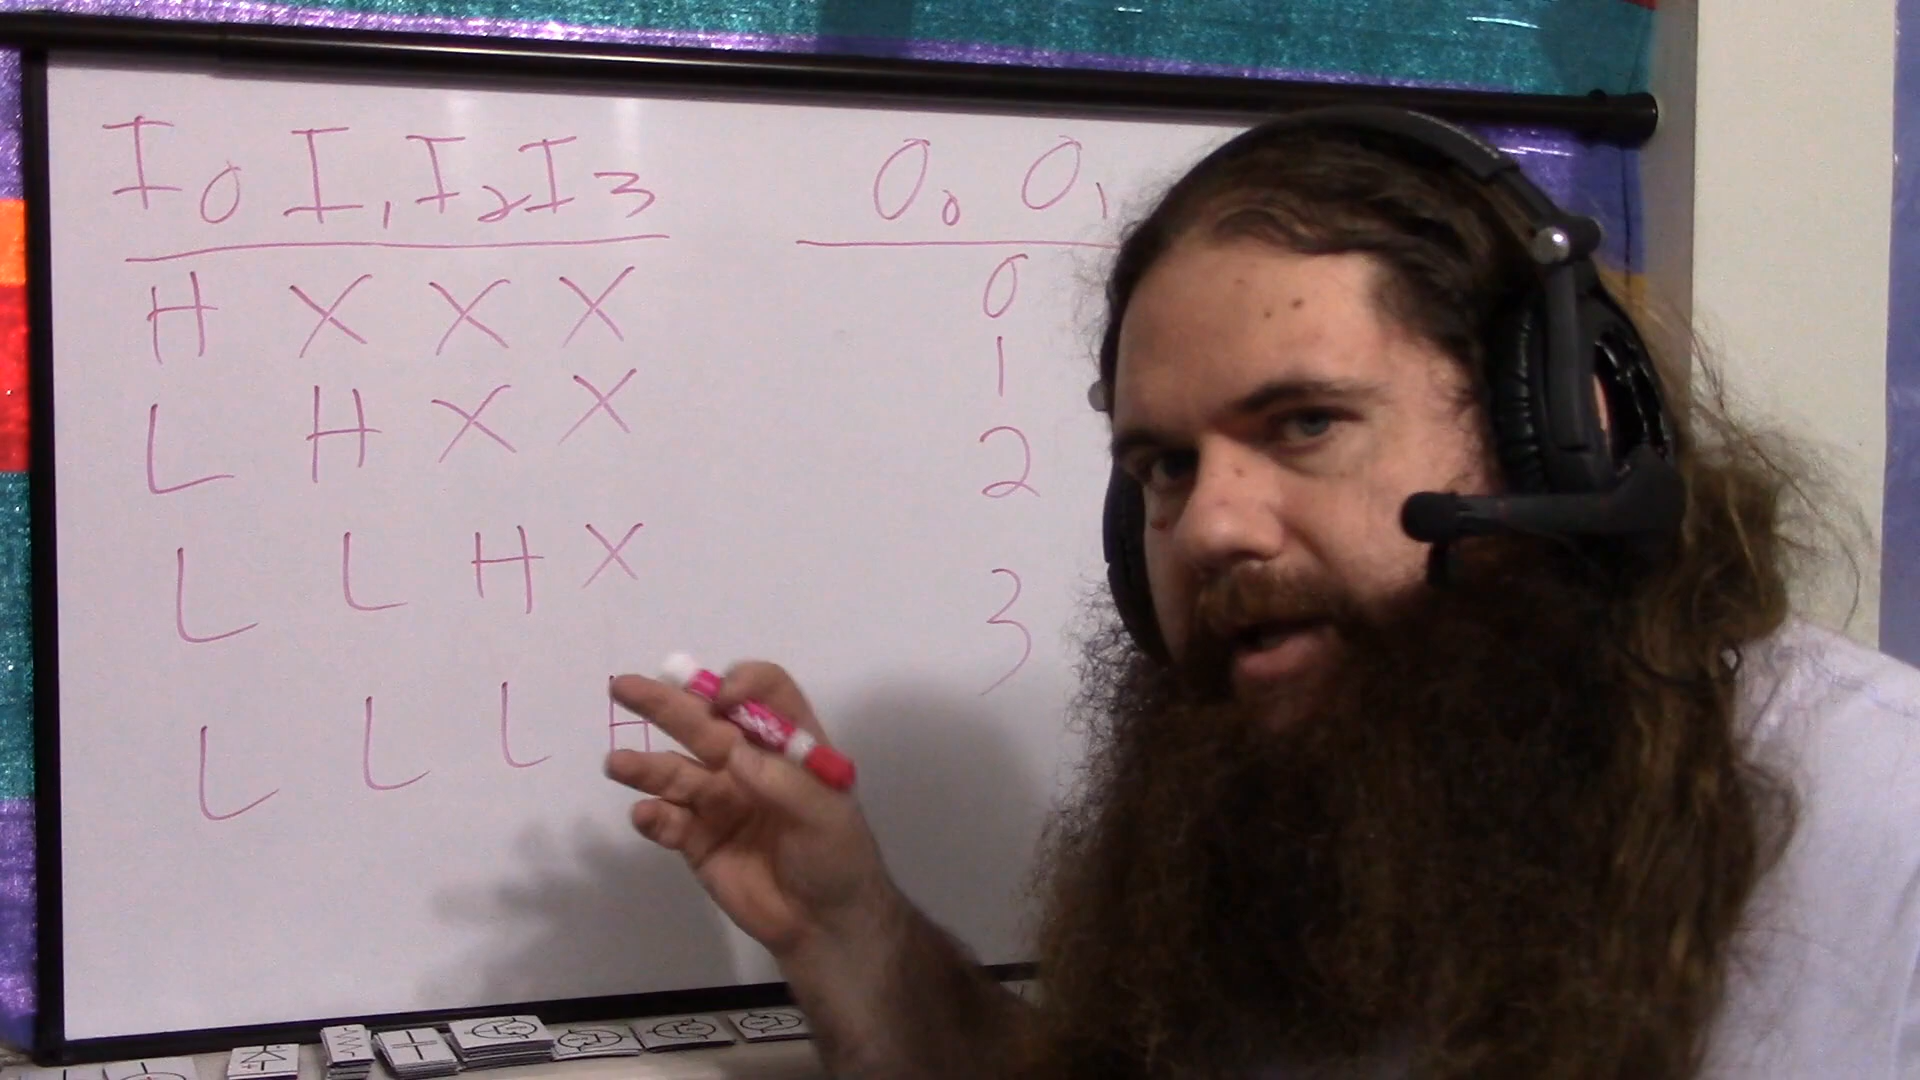 I0 I1 I2 I3 O0 O1
H X X X 0
L H X X 1
L L H X 2
L L L H 3